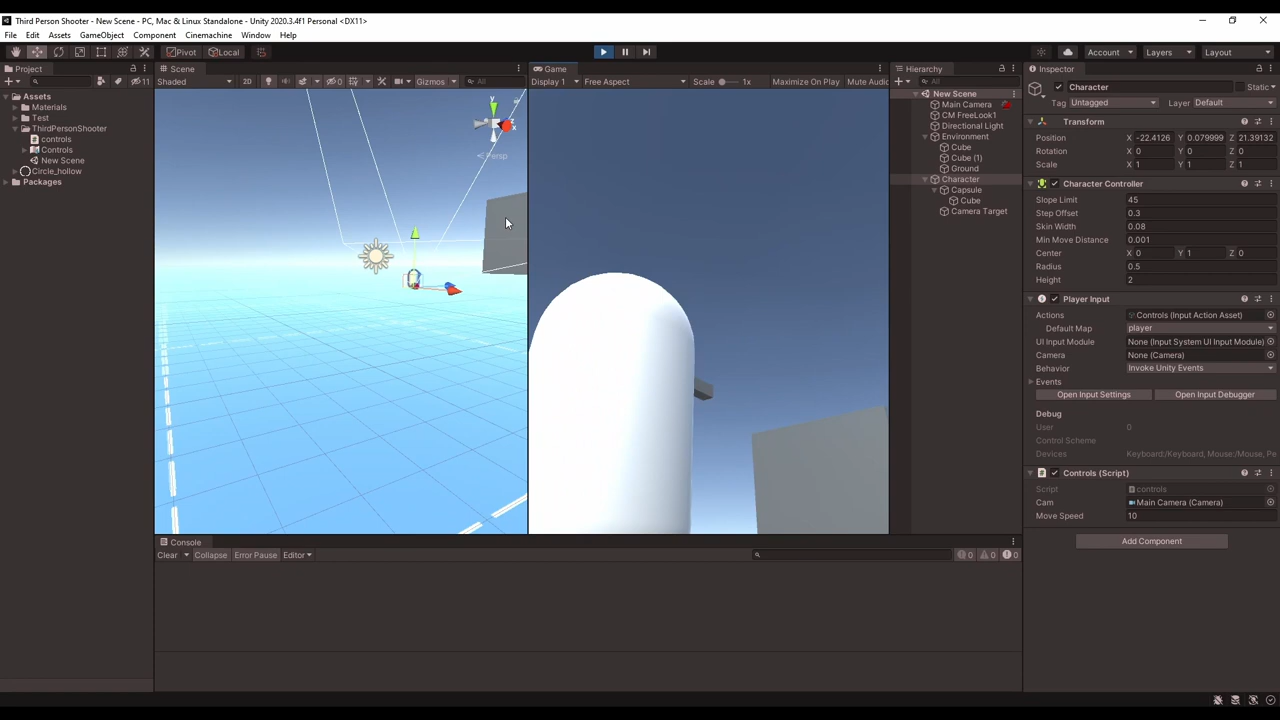 Third Person Shooter - New Scene - PC, Mac & Linux Standalone - Unity 2020.3.4f1 Personal <DX11>
File Edit Assets GameObject Component Cinemachine Window Help
Pivot Local Account Layers Layout
Project
11
Assets
Materials
Test
ThirdPersonShooter
controls
Controls
New Scene
Circle_hollow
Packages
Scene
Shaded 2D 0 Gizmos All
y
x
Persp
Game
Display 1 Free Aspect Scale 1x Maximize On Play Mute Audio
Hierarchy
All
New Scene
Main Camera
CM FreeLook1
Directional Light
Environment
Cube
Cube (1)
Ground
Character
Capsule
Cube
Camera Target
Inspector
Character Static
Tag Untagged Layer Default
Transform
Position X -22.4126 Y 0.079999 Z 21.39132
Rotation X 0 Y 0 Z 0
Scale X 1 Y 1 Z 1
Character Controller
Slope Limit 45
Step Offset 0.3
Skin Width 0.08
Min Move Distance 0.001
Center X 0 Y 1 Z 0
Radius 0.5
Height 2
Player Input
Actions Controls (Input Action Asset)
Default Map player
UI Input Module None (Input System UI Input Module)
Camera None (Camera)
Behavior Invoke Unity Events
Events
Open Input Settings Open Input Debugger
Debug
User 0
Control Scheme
Devices Keyboard:/Keyboard, Mouse:/Mouse, Pe
Controls (Script)
Script controls
Cam Main Camera (Camera)
Move Speed 10
Add Component
Console
Clear Collapse Error Pause Editor 0 0 0